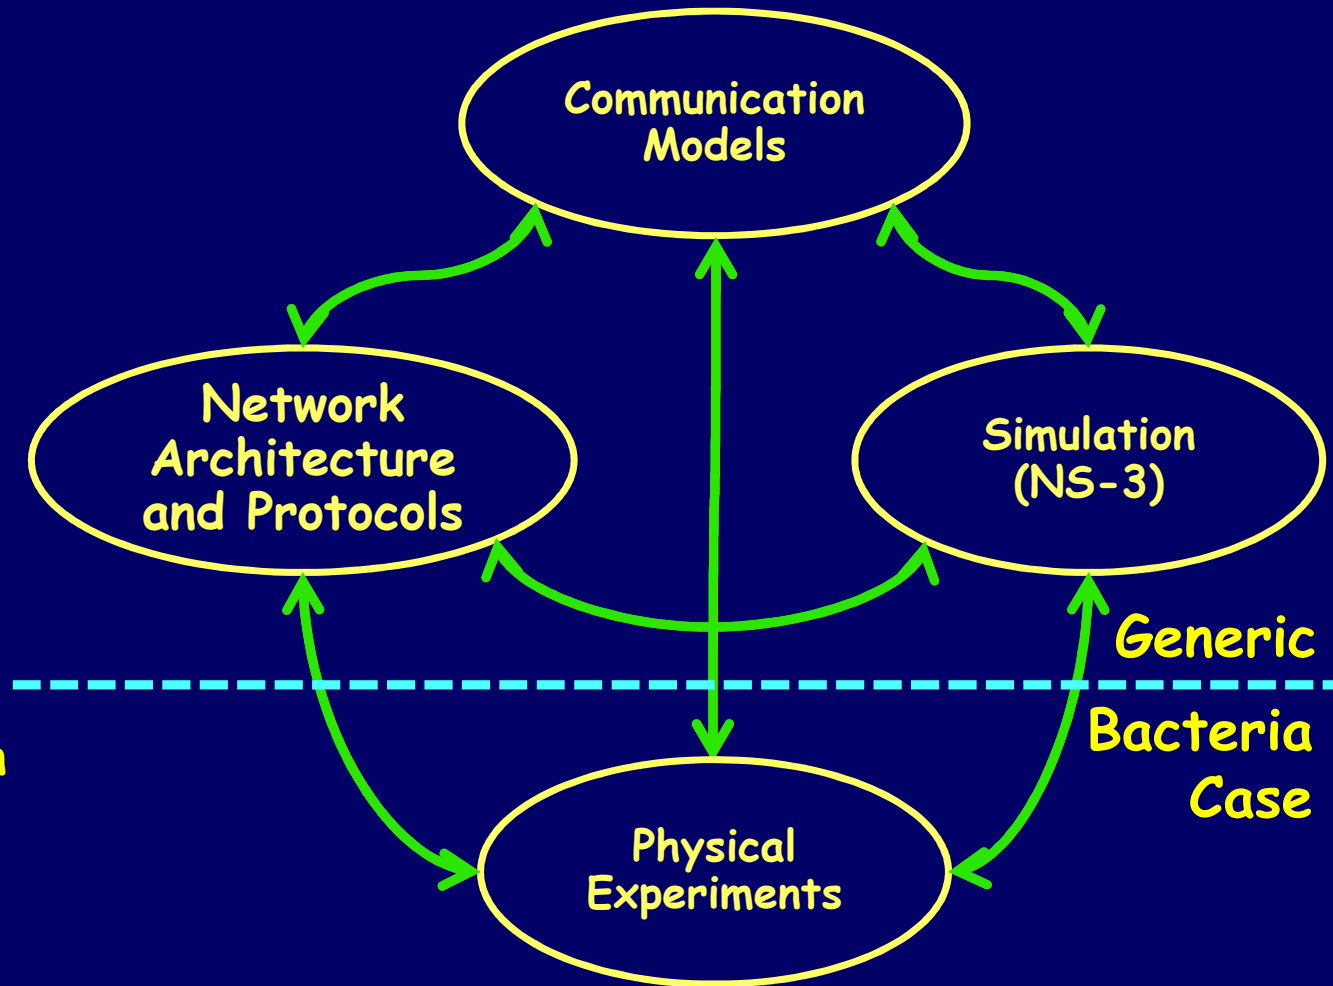 Communication
Models
Network
Architecture
and Protocols
Simulation
(NS-3)
Generic
Bacteria
Case
Physical
Experiments